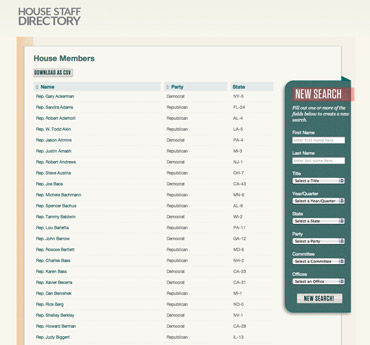 HOUSE STAFF
DIRECTORY
House Members
DOWNLOAD AS CSV
Name Party State
Rep. Gary Ackerman Democrat NY-5
Rep. Sandra Adams Republican FL-24
Rep. Robert Aderholt Republican AL-4
Rep. W. Todd Akin Republican
Rep. Jason Altmire Democrat PA-4
Rep. Justin Amash Republican MI-3
Rep. Robert Andrews Democrat NJ-1
Rep. Steve Austria Republican OH-7
Rep. Joe Baca Democrat CA-43
Rep. Michele Bachmann Republican MN-6
Rep. Spencer Bachus Republican AL-6
Rep. Tammy Baldwin Democrat WI-2
Rep. Lou Barletta Republican PA-11
Rep. John Barrow Democrat GA-12
Rep. Roscoe Bartlett Republican MD-6
Rep. Charles Bass Republican NH-2
Rep. Karen Bass Democrat CA-33
Rep. Xavier Becerra Democrat CA-31
Rep. Dan Benishek Republican MI-1
Rep. Rick Berg Republican ND-0
Rep. Shelley Berkley Democrat NV-1
Rep. Howard Berman Democrat CA-28
Rep. Judy Biggert Republican IL-13
NEW SEARCH
Fill out one or more of the
fields below to create a new
search.
First Name
enter first name here
Last Name
enter last name here
Title
Select a Title
Year/Quarter
Select a Year/Quarter
State
Select a State
Party
Select a Party
Committee
Select a Committee
Offices
Select an Office
NEW SEARCH!